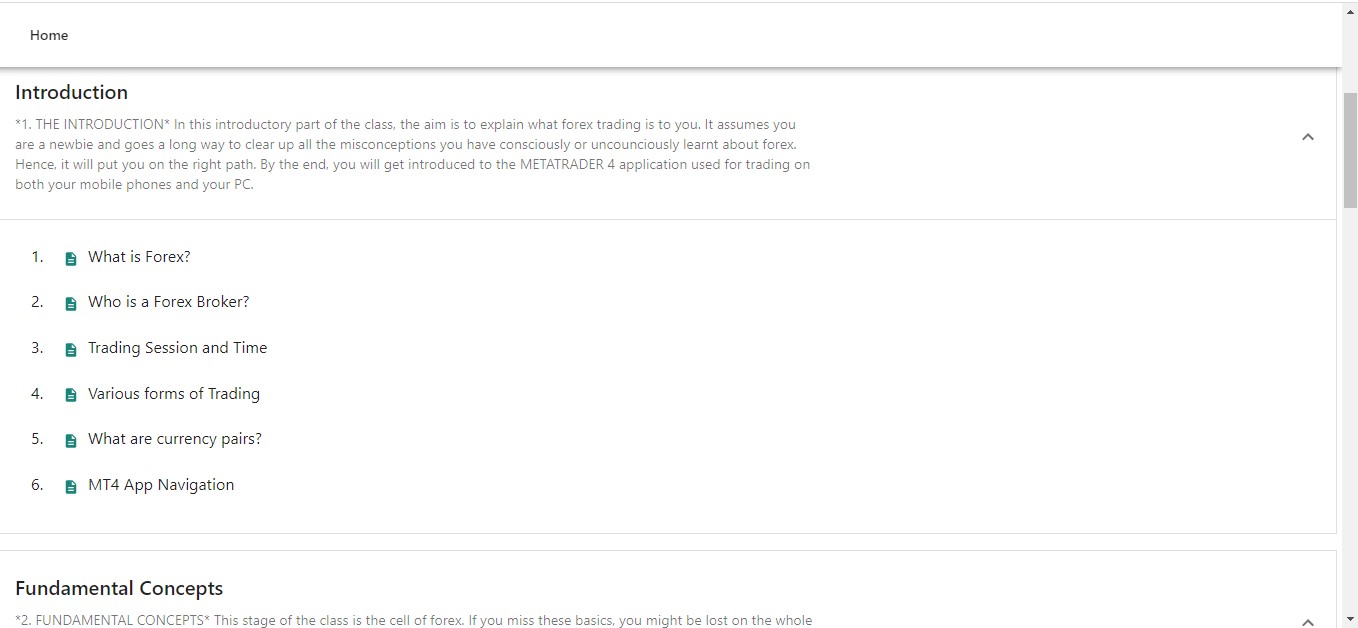 Home
Introduction
*1. THE INTRODUCTION* In this introductory part of the class, the aim is to explain what forex trading is to you. It assumes you
are a newbie and goes a long way to clear up all the misconceptions you have consciously or uncounciously learnt about forex.
Hence, it will put you on the right path. By the end, you will get introduced to the METATRADER 4 application used for trading on
both your mobile phones and your PC.
1. What is Forex?
2. Who is a Forex Broker?
3. Trading Session and Time
4. Various forms of Trading
5. What are currency pairs?
6. MT4 App Navigation
Fundamental Concepts
*2. FUNDAMENTAL CONCEPTS* This stage of the class is the cell of forex. If you miss these basics, you might be lost on the whole